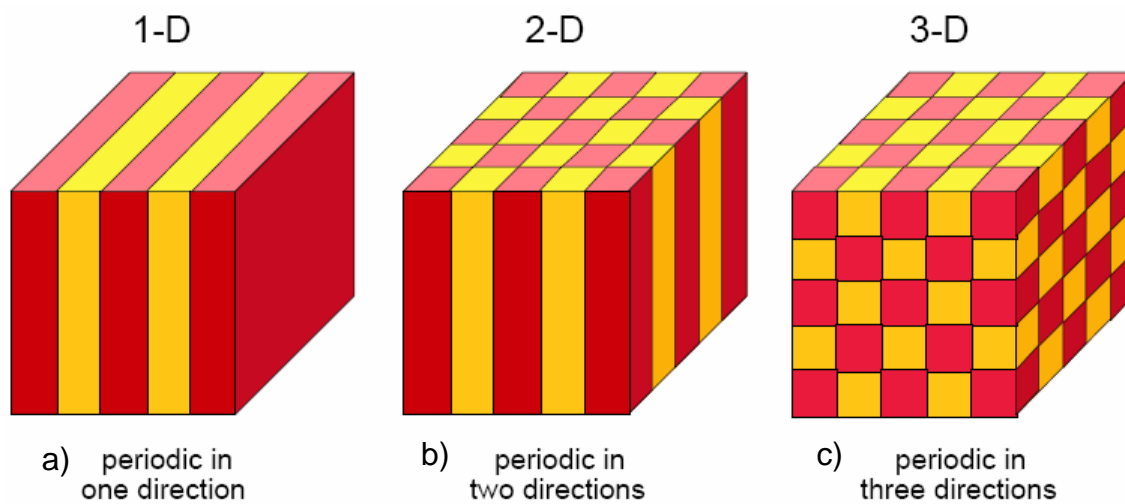 1-D
2-D
3-D
a) periodic in
one direction
b) periodic in
two directions
c) periodic in
three directions